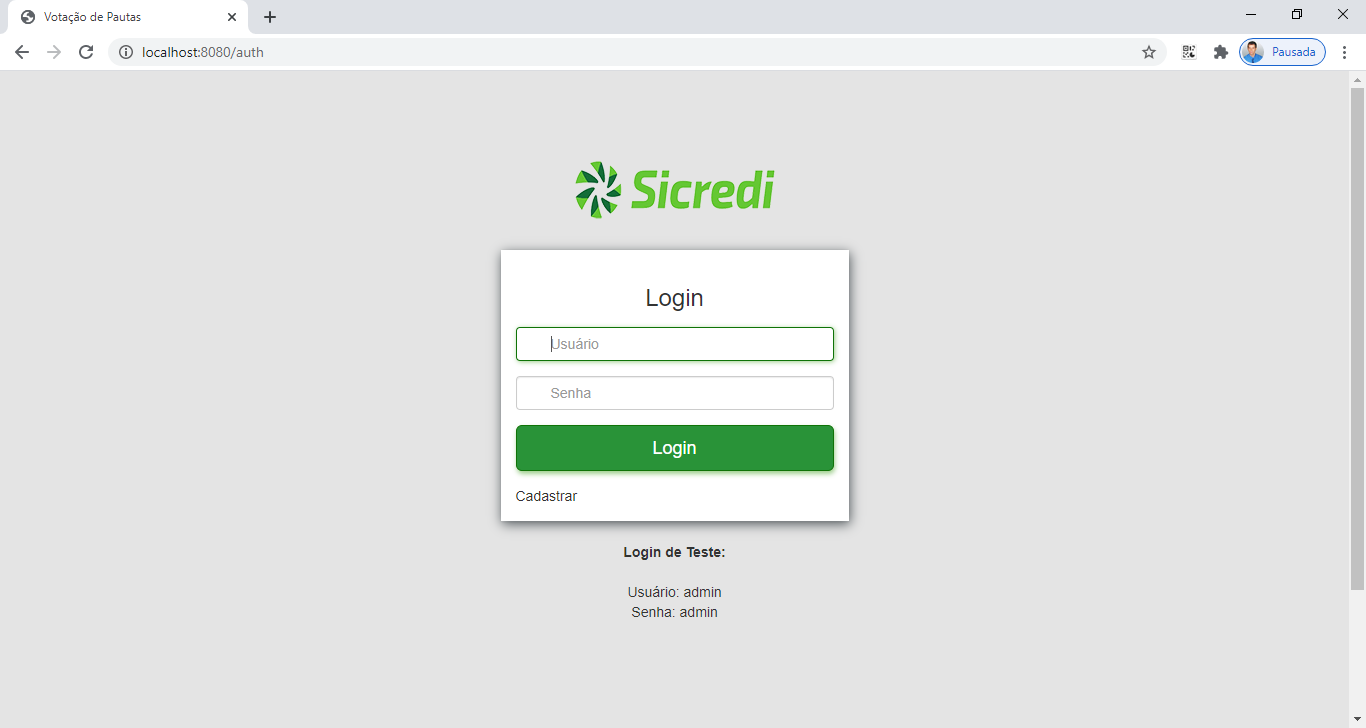 Votação de Pautas
localhost:8080/auth
Pausada
Sicredi
Login
Usuário
Senha
Login
Cadastrar
Login de Teste:
Usuário: admin
Senha: admin